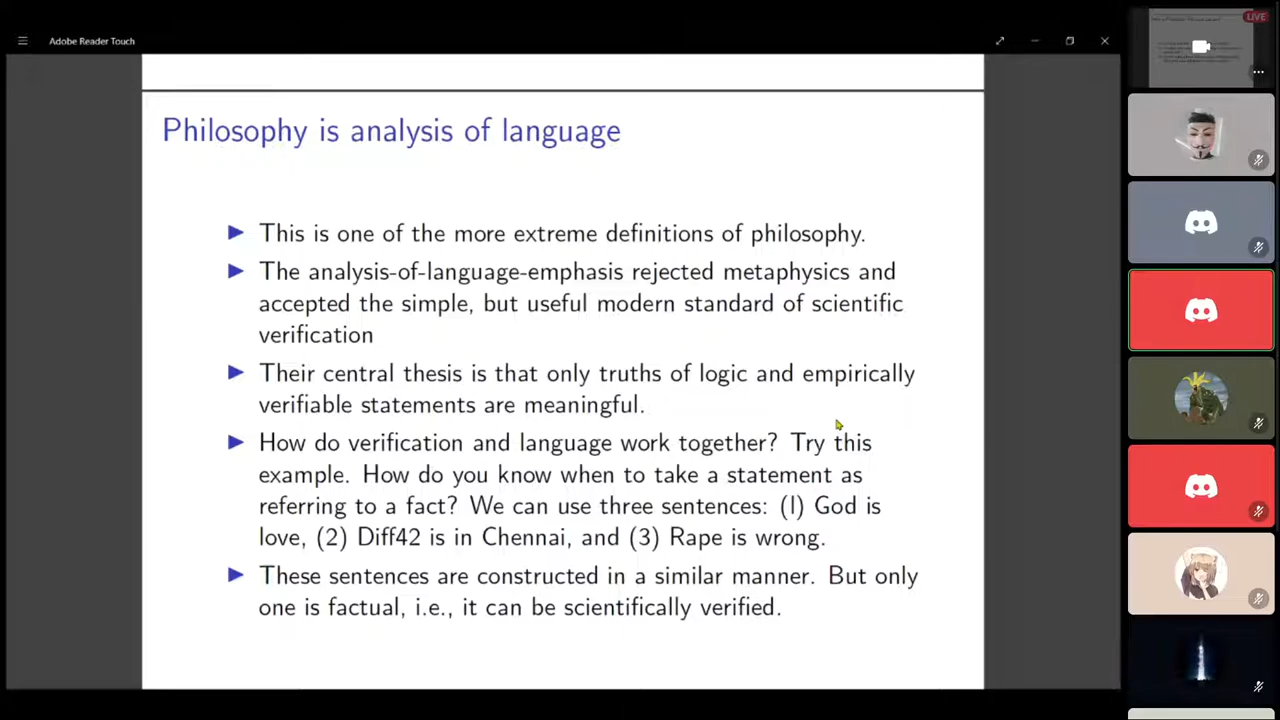 Adobe Reader Touch
LIVE
Philosophy is analysis of language
This is one of the more extreme definitions of philosophy.
The analysis-of-language-emphasis rejected metaphysics and
accepted the simple, but useful modern standard of scientific
verification
Their central thesis is that only truths of logic and empirically
verifiable statements are meaningful.
How do verification and language work together? Try this
example. How do you know when to take a statement as
referring to a fact? We can use three sentences: (I) God is
love, (2) Diff42 is in Chennai, and (3) Rape is wrong.
These sentences are constructed in a similar manner. But only
one is factual, i.e., it can be scientifically verified.